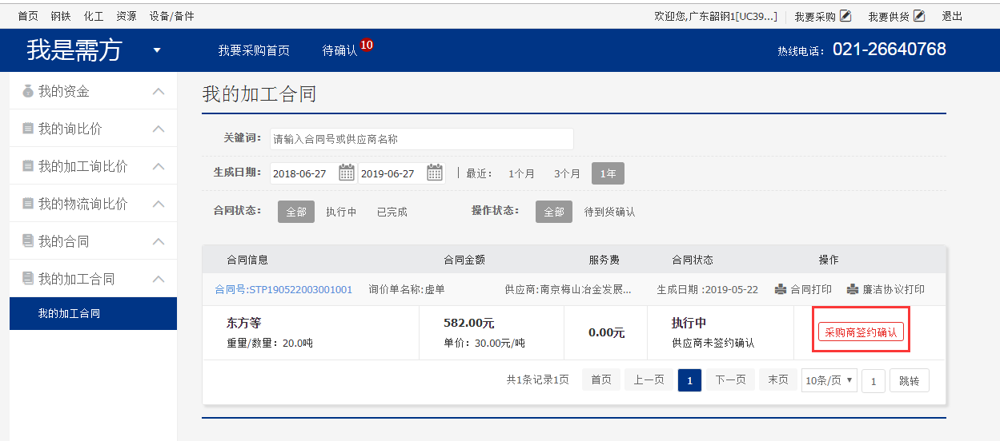 首页 钢铁 化工 资源 设备/备件 欢迎您,广东韶钢1[UC39...] 我要采购 我要供货 退出
我是需方 我要采购首页 待确认 10 热线电话： 021-26640768
我的资金
我的询比价
我的加工询比价
我的物流询比价
我的合同
我的加工合同
我的加工合同
我的加工合同
关键词： 请输入合同号或供应商名称
生成日期： 2018-06-27 2019-06-27 最近： 1个月 3个月 1年
合同状态： 全部 执行中 已完成 操作状态： 全部 待到货确认
合同信息 合同金额 服务费 合同状态 操作
合同号:STP190522003001001 询价单名称:虚单 供应商:南京梅山冶金发展... 生成日期 :2019-05-22 合同打印 廉洁协议打印
东方等 582.00元 0.00元 执行中 采购商签约确认
重量/数量：20.0吨 单价：30.00元/吨 供应商未签约确认
共1条记录1页 首页 上一页 1 下一页 末页 10条/页 1 跳转